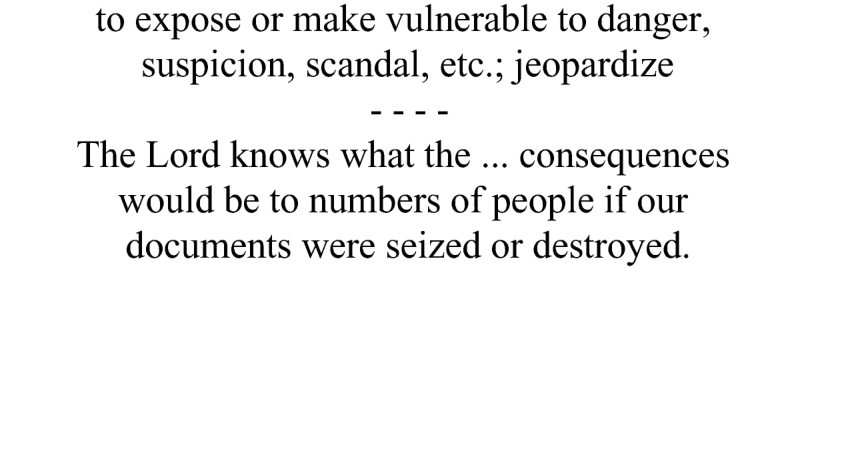 to expose or make vulnerable to danger,
suspicion, scandal, etc.; jeopardize
- - - -
The Lord knows what the ... consequences
would be to numbers of people if our
documents were seized or destroyed.